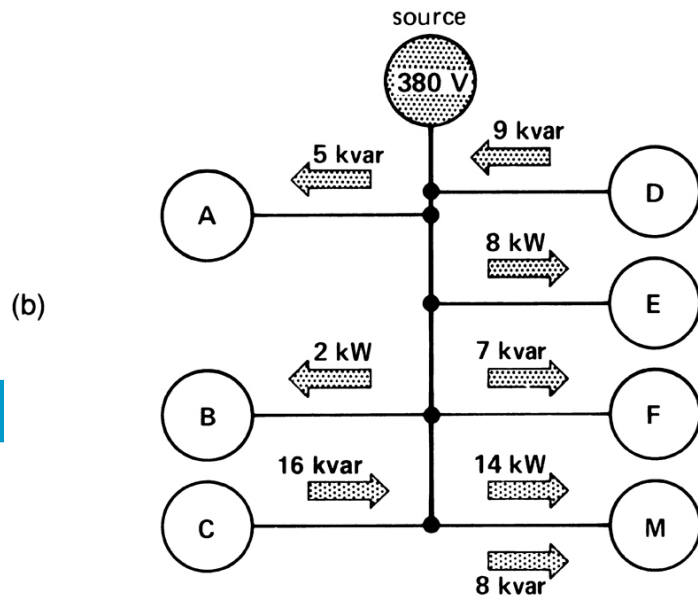 source
380 V
9 kvar
5 kvar
D
A
8 kW
E
(b)
2 kW
7 kvar
B
F
16 kvar
14 kW
C
M
8 kvar